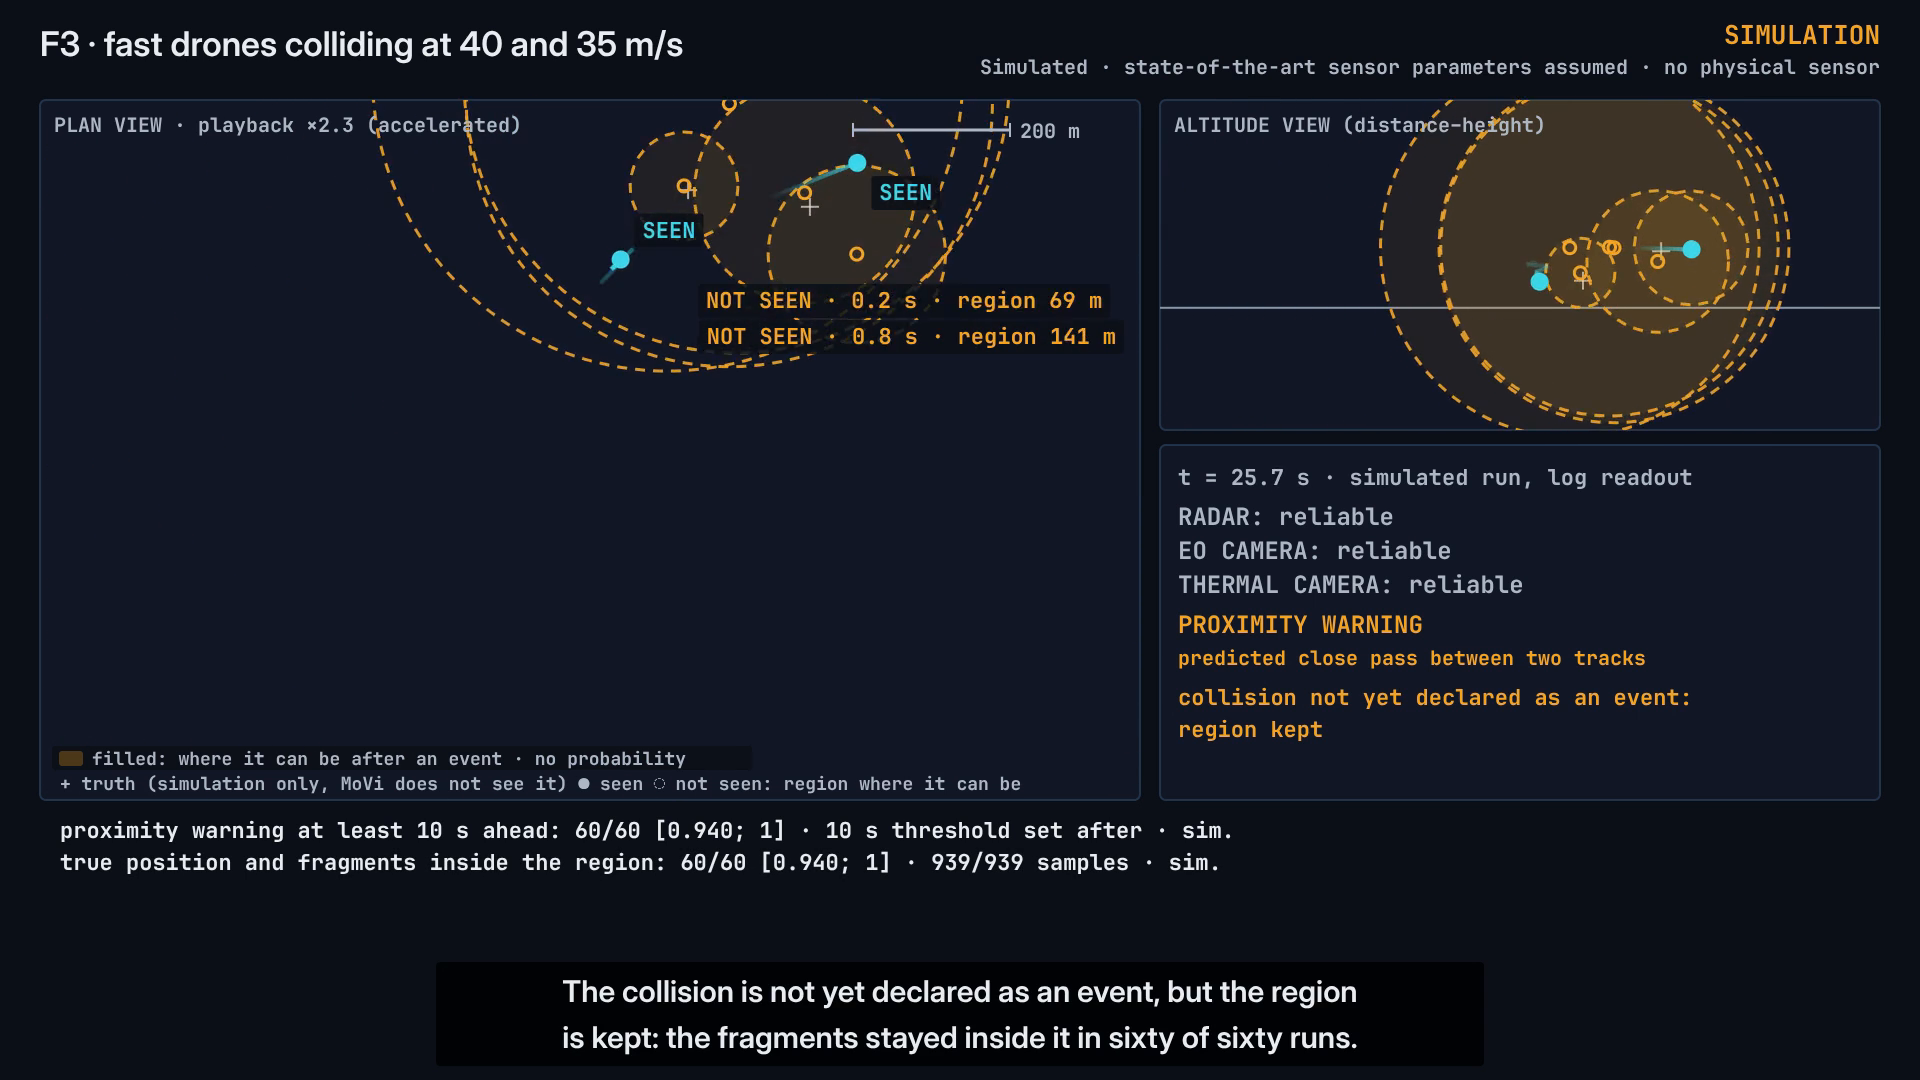 F3 · fast drones colliding at 40 and 35 m/s
SIMULATION
Simulated · state-of-the-art sensor parameters assumed · no physical sensor
PLAN VIEW · playback ×2.3 (accelerated)
200 m
SEEN
SEEN
NOT SEEN · 0.2 s · region 69 m
NOT SEEN · 0.8 s · region 141 m
filled: where it can be after an event · no probability
+ truth (simulation only, MoVi does not see it) ● seen ◌ not seen: region where it can be
ALTITUDE VIEW (distance-height)
t = 25.7 s · simulated run, log readout
RADAR: reliable
EO CAMERA: reliable
THERMAL CAMERA: reliable
PROXIMITY WARNING
predicted close pass between two tracks
collision not yet declared as an event:
region kept
proximity warning at least 10 s ahead: 60/60 [0.940; 1] · 10 s threshold set after · sim.
true position and fragments inside the region: 60/60 [0.940; 1] · 939/939 samples · sim.
The collision is not yet declared as an event, but the region
is kept: the fragments stayed inside it in sixty of sixty runs.